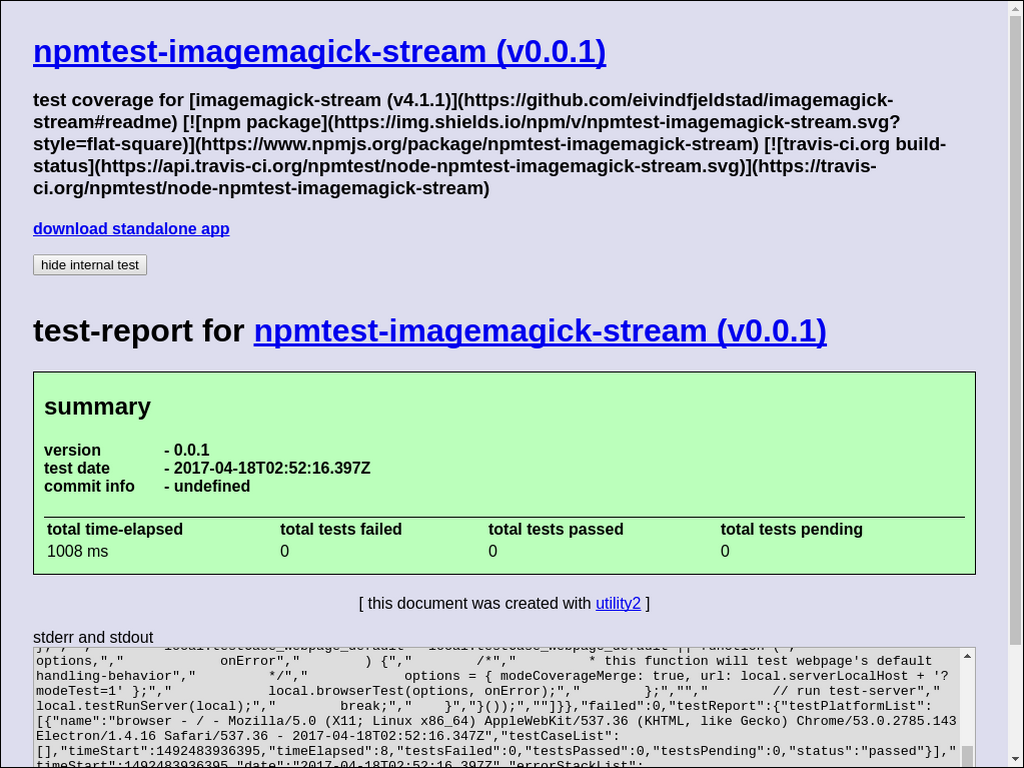 npmtest-imagemagick-stream (v0.0.1)
test coverage for [imagemagick-stream (v4.1.1)](https://github.com/eivindfjeldstad/imagemagick-
stream#readme) [![npm package](https://img.shields.io/npm/v/npmtest-imagemagick-stream.svg?
style=flat-square)](https://www.npmjs.org/package/npmtest-imagemagick-stream) [![travis-ci.org build-
status](https://api.travis-ci.org/npmtest/node-npmtest-imagemagick-stream.svg)](https://travis-
ci.org/npmtest/node-npmtest-imagemagick-stream)
download standalone app
hide internal test
test-report for npmtest-imagemagick-stream (v0.0.1)
summary
version - 0.0.1
test date - 2017-04-18T02:52:16.397Z
commit info - undefined
total time-elapsed total tests failed total tests passed total tests pending
1008 ms 0 0 0
[ this document was created with utility2 ]
stderr and stdout
options,"," onError"," ) {"," /*"," * this function will test webpage's default
handling-behavior"," */"," options = { modeCoverageMerge: true, url: local.serverLocalHost + '?
modeTest=1' };"," local.browserTest(options, onError);"," };",""," // run test-server","
local.testRunServer(local);"," break;"," }","}());",""]}},"failed":0,"testReport":{"testPlatformList":
[{"name":"browser - / - Mozilla/5.0 (X11; Linux x86_64) AppleWebKit/537.36 (KHTML, like Gecko) Chrome/53.0.2785.143
Electron/1.4.16 Safari/537.36 - 2017-04-18T02:52:16.347Z","testCaseList":
[],"timeStart":1492483936395,"timeElapsed":8,"testsFailed":0,"testsPassed":0,"testsPending":0,"status":"passed"}],"
timeStart":1492483936395,"date":"2017-04-18T02:52:16.397Z","errorStackList":